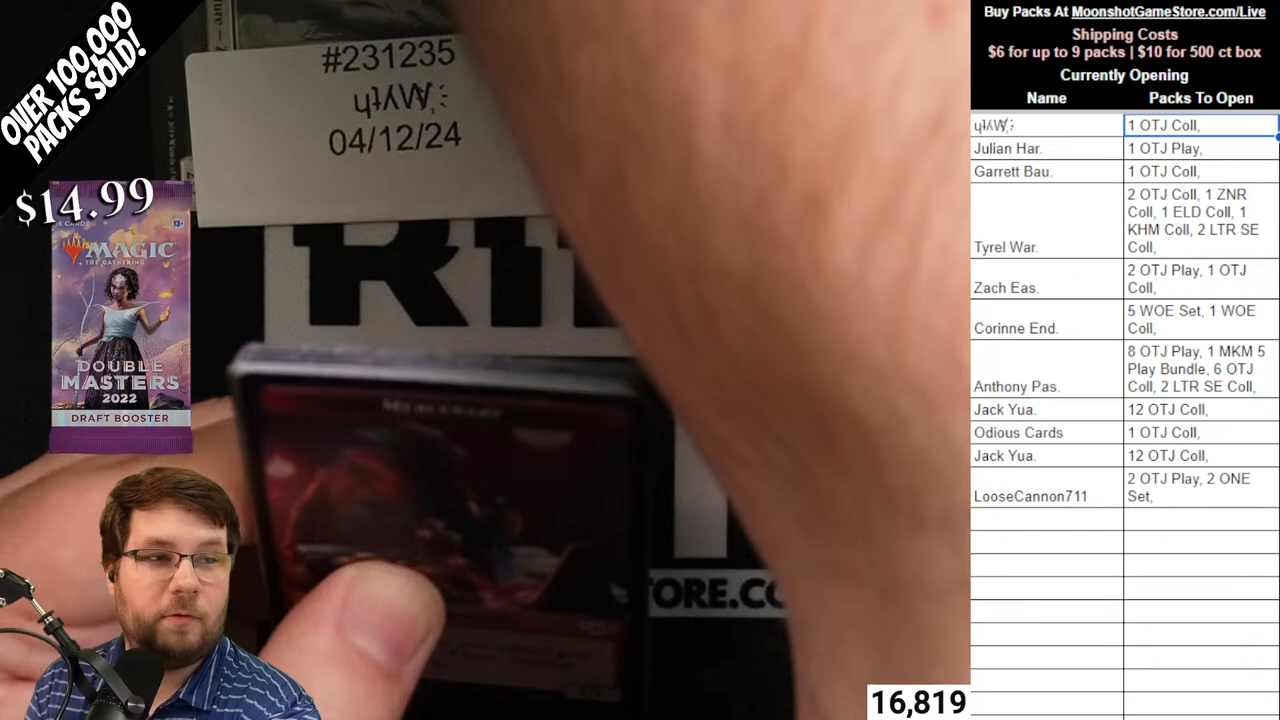 OVER 100,000
PACKS SOLD!
$14.99
13+
MAGIC
THE GATHERING
DOUBLE
MASTERS
2022
DRAFT BOOSTER
#231235
04/12/24
TORE.CO
16,819
Buy Packs At MoonshotGameStore.com/Live
Shipping Costs
$6 for up to 9 packs | $10 for 500 ct box
Currently Opening
Name Packs To Open
1 OTJ Coll,
Julian Har. 1 OTJ Play,
Garrett Bau. 1 OTJ Coll,
2 OTJ Coll, 1 ZNR
Coll, 1 ELD Coll, 1
KHM Coll, 2 LTR SE
Tyrel War. Coll,
2 OTJ Play, 1 OTJ
Zach Eas. Coll,
5 WOE Set, 1 WOE
Corinne End. Coll,
8 OTJ Play, 1 MKM 5
Play Bundle, 6 OTJ
Anthony Pas. Coll, 2 LTR SE Coll,
Jack Yua. 12 OTJ Coll,
Odious Cards 1 OTJ Coll,
Jack Yua. 12 OTJ Coll,
2 OTJ Play, 2 ONE
LooseCannon711 Set,